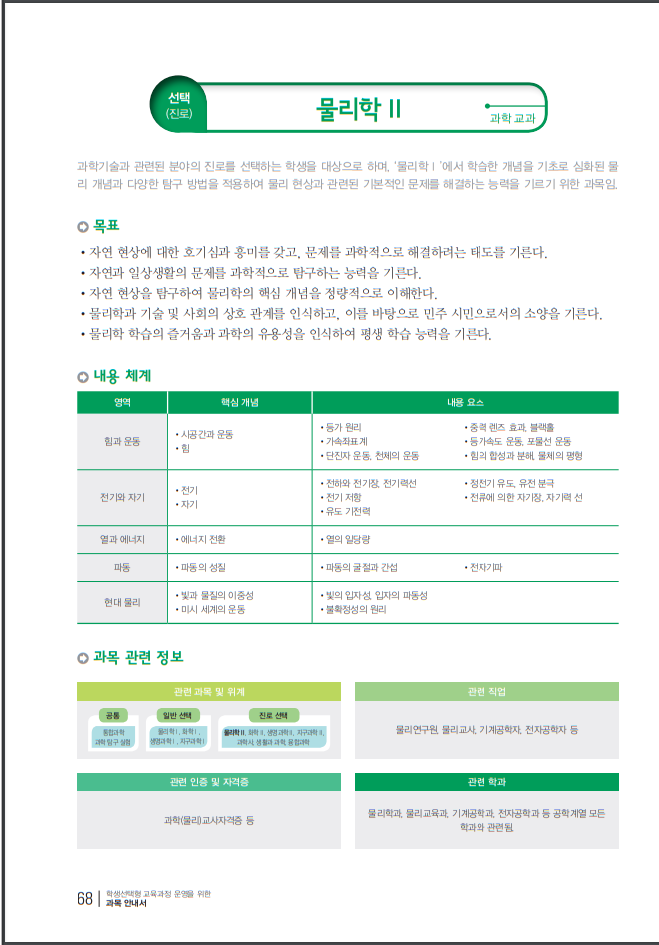 선택
(진로)
물리학 II
과학 교과
과학기술과 관련된 분야의 진로를 선택하는 학생을 대상으로 하며, ‘물리학 I ’에서 학습한 개념을 기초로 심화된 물
리 개념과 다양한 탐구 방법을 적용하여 물리 현상과 관련된 기본적인 문제를 해결하는 능력을 기르기 위한 과목임.
목표
• 자연 현상에 대한 호기심과 흥미를 갖고, 문제를 과학적으로 해결하려는 태도를 기른다.
• 자연과 일상생활의 문제를 과학적으로 탐구하는 능력을 기른다.
• 자연 현상을 탐구하여 물리학의 핵심 개념을 정량적으로 이해한다.
• 물리학과 기술 및 사회의 상호 관계를 인식하고, 이를 바탕으로 민주 시민으로서의 소양을 기른다.
• 물리학 학습의 즐거움과 과학의 유용성을 인식하여 평생 학습 능력을 기른다.
내용 체계
영역 핵심 개념 내용 요소
힘과 운동
• 시공간과 운동
• 힘
• 등가 원리
• 가속좌표계
• 단진자 운동, 천체의 운동
• 중력 렌즈 효과, 블랙홀
• 등가속도 운동, 포물선 운동
• 힘의 합성과 분해, 물체의 평형
전기와 자기
• 전기
• 자기
• 전하와 전기장, 전기력선
• 전기 저항
• 유도 기전력
• 정전기 유도, 유전 분극
• 전류에 의한 자기장, 자기력 선
열과 에너지 • 에너지 전환 • 열의 일당량
파동 • 파동의 성질 • 파동의 굴절과 간섭 • 전자기파
현대 물리
• 빛과 물질의 이중성
• 미시 세계의 운동
• 빛의 입자성, 입자의 파동성
• 불확정성의 원리
과목 관련 정보
관련 과목 및 위계
공통
통합과학
과학 탐구 실험
일반 선택
물리학 I , 화학 I ,
생명과학 I , 지구과학 I
진로 선택
물리학 II, 화학 II, 생명과학 II, 지구과학 II,
과학사, 생활과 과학, 융합과학
관련 직업
물리연구원, 물리교사, 기계공학자, 전자공학자 등
관련 인증 및 자격증
과학(물리)교사자격증 등
관련 학과
물리학과, 물리교육과, 기계공학과, 전자공학과 등 공학계열 모든
학과와 관련됨.
68
학생선택형 교육과정 운영을 위한
과목 안내서